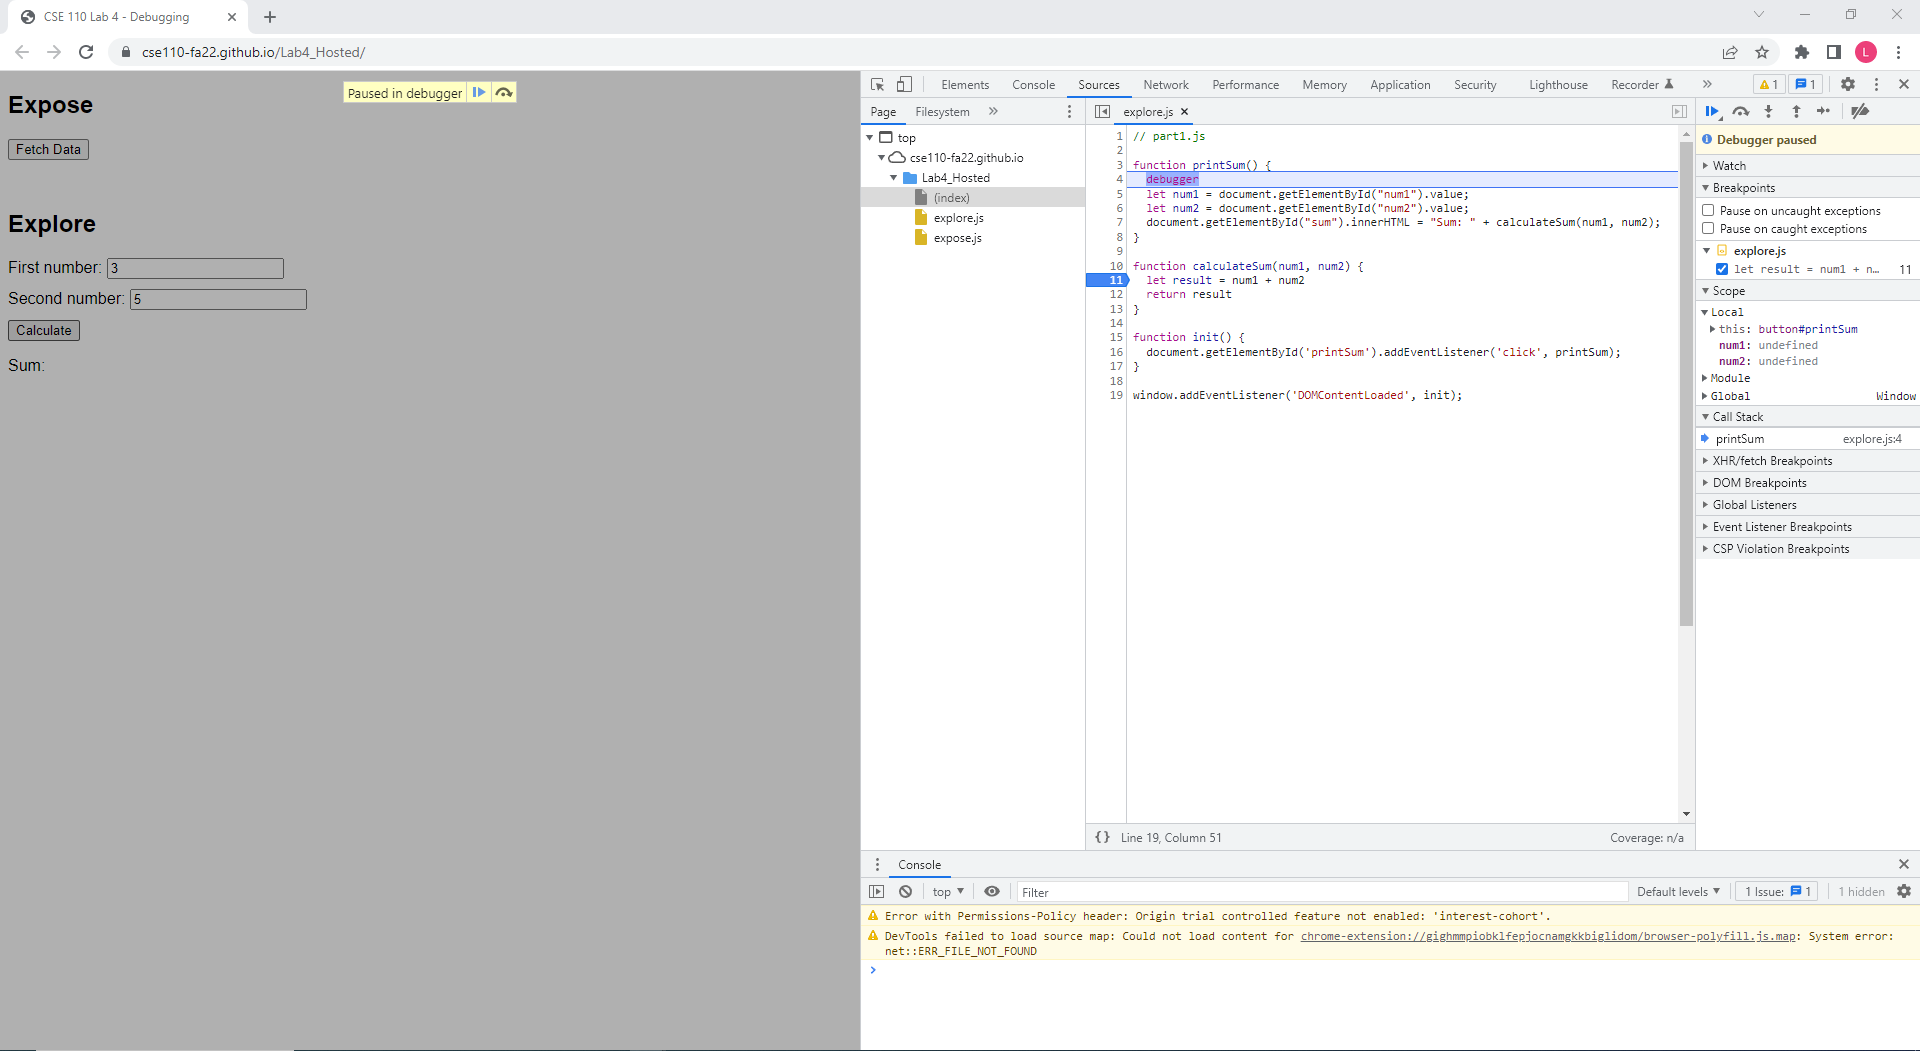 CSE 110 Lab 4 - Debugging
cse110-fa22.github.io/Lab4_Hosted/
L
Expose
Paused in debugger
Fetch Data
Explore
First number: 3
Second number: 5
Calculate
Sum:
Elements Console Sources Network Performance Memory Application Security Lighthouse Recorder 1 1
Page Filesystem
top
cse110-fa22.github.io
Lab4_Hosted
(index)
explore.js
expose.js
explore.js
1 // part1.js
2
3 function printSum() {
4 debugger
5 let num1 = document.getElementById("num1").value;
6 let num2 = document.getElementById("num2").value;
7 document.getElementById("sum").innerHTML = "Sum: " + calculateSum(num1, num2);
8 }
9
10 function calculateSum(num1, num2) {
11 let result = num1 + num2
12 return result
13 }
14
15 function init() {
16 document.getElementById('printSum').addEventListener('click', printSum);
17 }
18
19 window.addEventListener('DOMContentLoaded', init);
{} Line 19, Column 51 Coverage: n/a
Debugger paused
Watch
Breakpoints
Pause on uncaught exceptions
Pause on caught exceptions
explore.js
let result = num1 + n… 11
Scope
Local
this: button#printSum
num1: undefined
num2: undefined
Module
Global Window
Call Stack
printSum explore.js:4
XHR/fetch Breakpoints
DOM Breakpoints
Global Listeners
Event Listener Breakpoints
CSP Violation Breakpoints
Console
top Filter Default levels 1 Issue: 1 1 hidden
Error with Permissions-Policy header: Origin trial controlled feature not enabled: 'interest-cohort'.
DevTools failed to load source map: Could not load content for chrome-extension://gighmmpiobklfepjocnamgkkbiglidom/browser-polyfill.js.map: System error:
net::ERR_FILE_NOT_FOUND